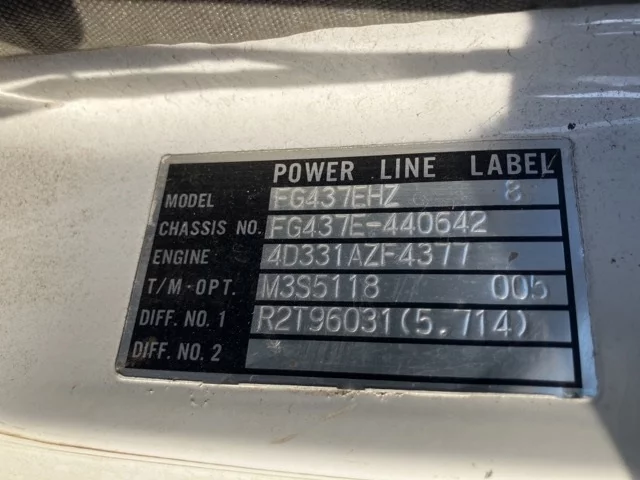 POWER LINE LABEL
MODEL FG437EHZ 8
CHASSIS NO. FG437E-440642
ENGINE 4D331AZF4377
T/M-OPT. M3S5118 005
DIFF. NO. 1 R2T96031(5.714)
DIFF. NO. 2